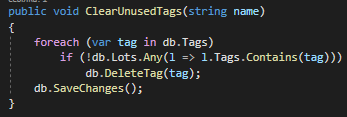 public void ClearUnusedTags(string name)
{
    foreach (var tag in db.Tags)
        if (!db.Lots.Any(l => l.Tags.Contains(tag)))
            db.DeleteTag(tag);
    db.SaveChanges();
}